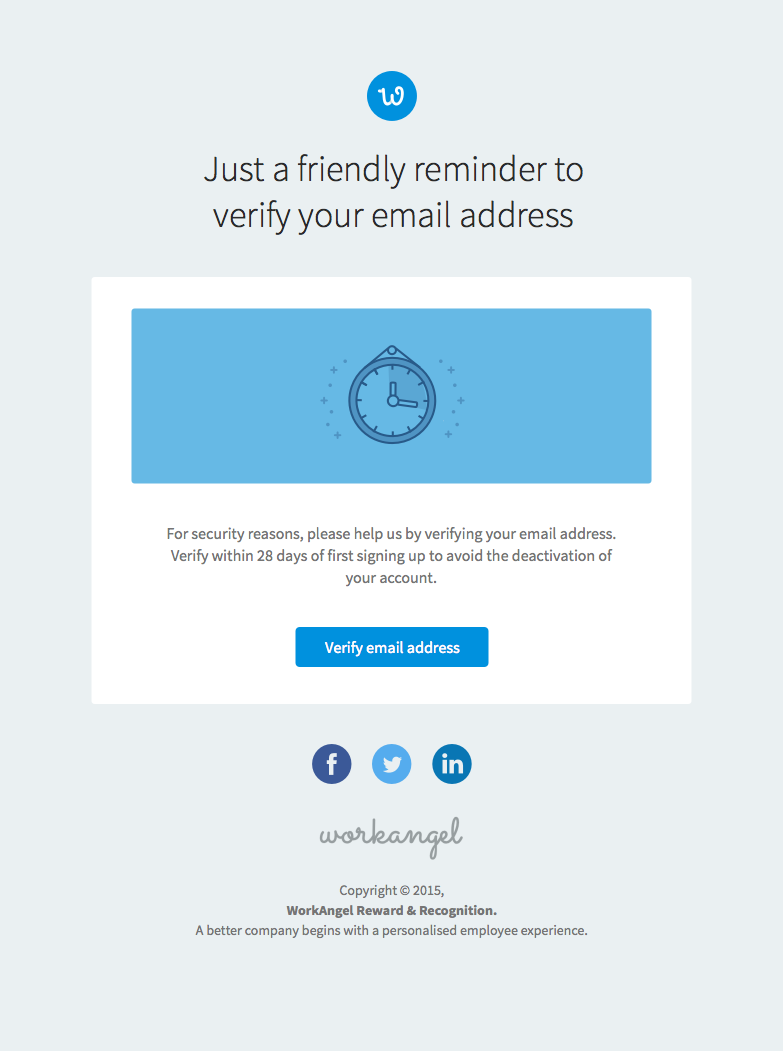 w
Just a friendly reminder to
verify your email address
For security reasons, please help us by verifying your email address.
Verify within 28 days of first signing up to avoid the deactivation of
your account.
Verify email address
f
in
workangel
Copyright © 2015,
WorkAngel Reward & Recognition.
A better company begins with a personalised employee experience.